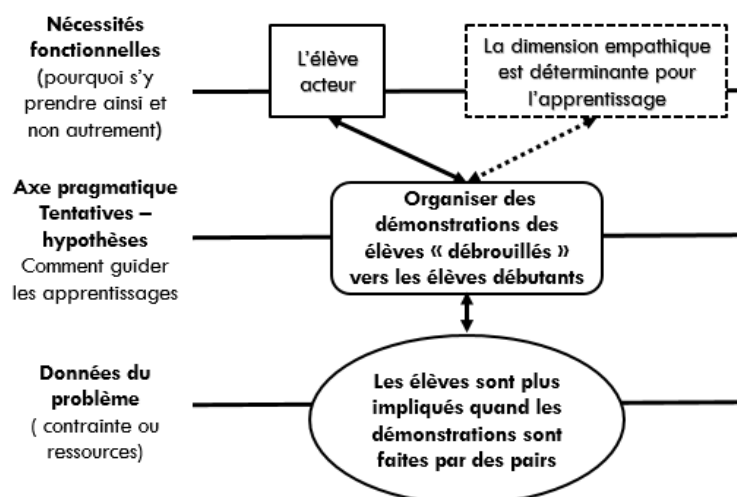 Nécessités
fonctionnelles
(pourquoi s'y
prendre ainsi et
non autrement)
L'élève
acteur
La dimension empathique
est déterminante pour
l'apprentissage
Axe pragmatique
Tentatives –
hypothèses
Comment guider
les apprentissages
Organiser des
démonstrations des
élèves « débrouillés »
vers les élèves débutants
Données du
problème
( contrainte ou
ressources)
Les élèves sont plus
impliqués quand les
démonstrations sont
faites par des pairs